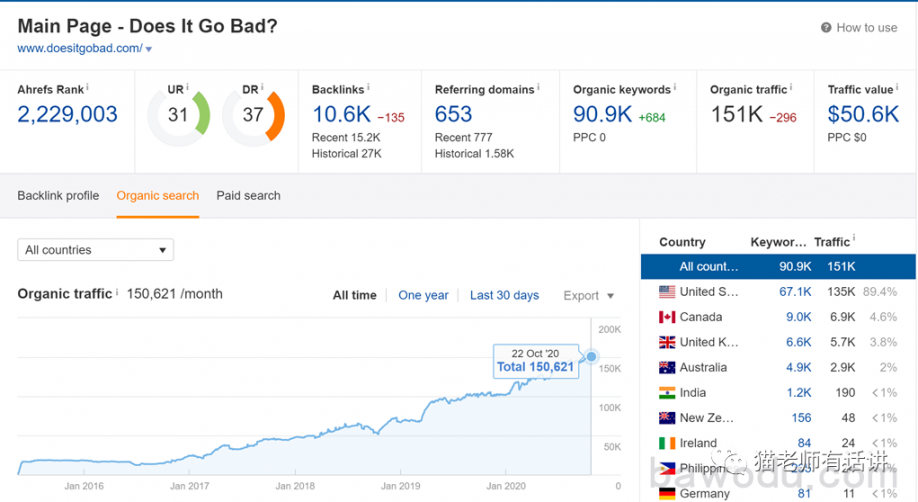 Main Page - Does It Go Bad?
How to use
www.doesitgobad.com/
Ahrefs Rank
2,229,003
UR
31
DR
37
Backlinks
10.6K -135
Recent 15.2K
Historical 27K
Referring domains
653
Recent 777
Historical 1.58K
Organic keywords
90.9K +684
PPC 0
Organic traffic
151K -296
Traffic value
$50.6K
PPC $0
Backlink profile Organic search Paid search
All countries
Organic traffic 150,621 /month
All time One year Last 30 days Export
200K
150K
100K
50K
0
22 Oct '20
Total 150,621
Jan 2016 Jan 2017 Jan 2018 Jan 2019 Jan 2020
Country Keywor... Traffic
All count... 90.9K 151K
United S... 67.1K 135K 89.4%
Canada 9.0K 6.9K 4.6%
United K... 6.6K 5.7K 3.8%
Australia 4.9K 2.9K 2%
India 1.2K 190 <1%
New Ze... 156 48 <1%
Ireland 84 24 <1%
Philippin...
Germany 81 11 <1%
猫老师有话讲